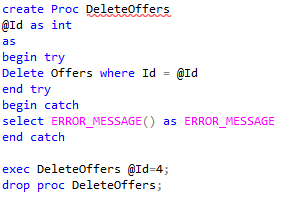 create Proc DeleteOffers
@Id as int
as
begin try
Delete Offers where Id = @Id
end try
begin catch
select ERROR_MESSAGE() as ERROR_MESSAGE
end catch
exec DeleteOffers @Id=4;
drop proc DeleteOffers;